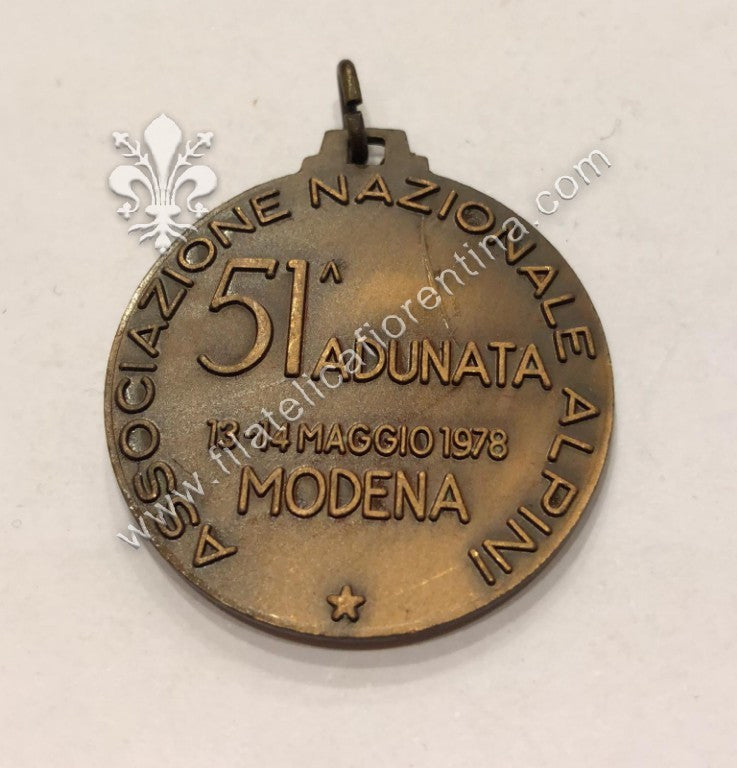 ASSOCIAZIONE NAZIONALE ALPINI
51^
ADUNATA
13-14 MAGGIO 1978
MODENA
www.filatelicafiorentina.com